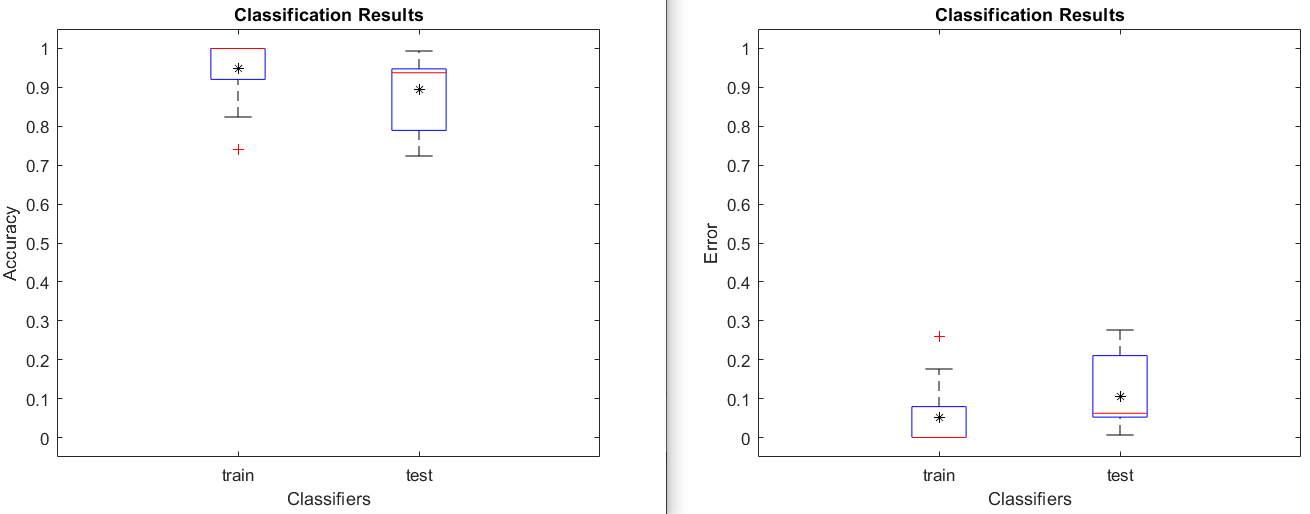 Classification Results
1
0.9
0.8
0.7
0.6
0.5
0.4
0.3
0.2
0.1
0
Accuracy
train test
Classifiers
Classification Results
1
0.9
0.8
0.7
0.6
0.5
0.4
0.3
0.2
0.1
0
Error
train test
Classifiers